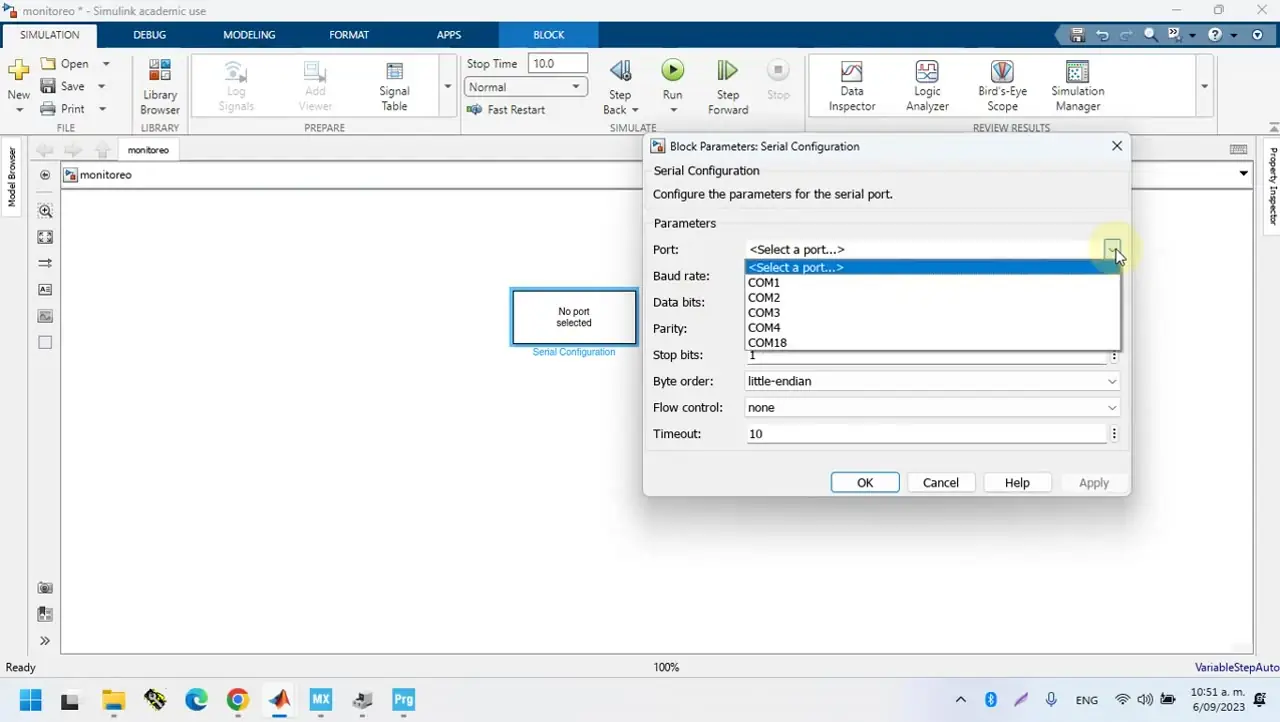 monitoreo * - Simulink academic use
SIMULATION DEBUG MODELING FORMAT APPS BLOCK
New
Open
Save
Print
FILE
Library
Browser
LIBRARY
Log
Signals
Add
Viewer
Signal
Table
PREPARE
Stop Time 10.0
Normal
Fast Restart
Step
Back
Run
Step
Forward
Stop
SIMULATE
Data
Inspector
Logic
Analyzer
Bird's-Eye
Scope
Simulation
Manager
REVIEW RESULTS
Model Browser
monitoreo
monitoreo
Property Inspector
No port
selected
Serial Configuration
Block Parameters: Serial Configuration
Serial Configuration
Configure the parameters for the serial port.
Parameters
Port: <Select a port...>
<Select a port...>
COM1
COM2
COM3
COM4
COM18
Baud rate:
Data bits:
Parity:
Stop bits: 1
Byte order: little-endian
Flow control: none
Timeout: 10
OK Cancel Help Apply
Ready 100% VariableStepAuto
MX Prg
ENG
10:51 a. m.
6/09/2023